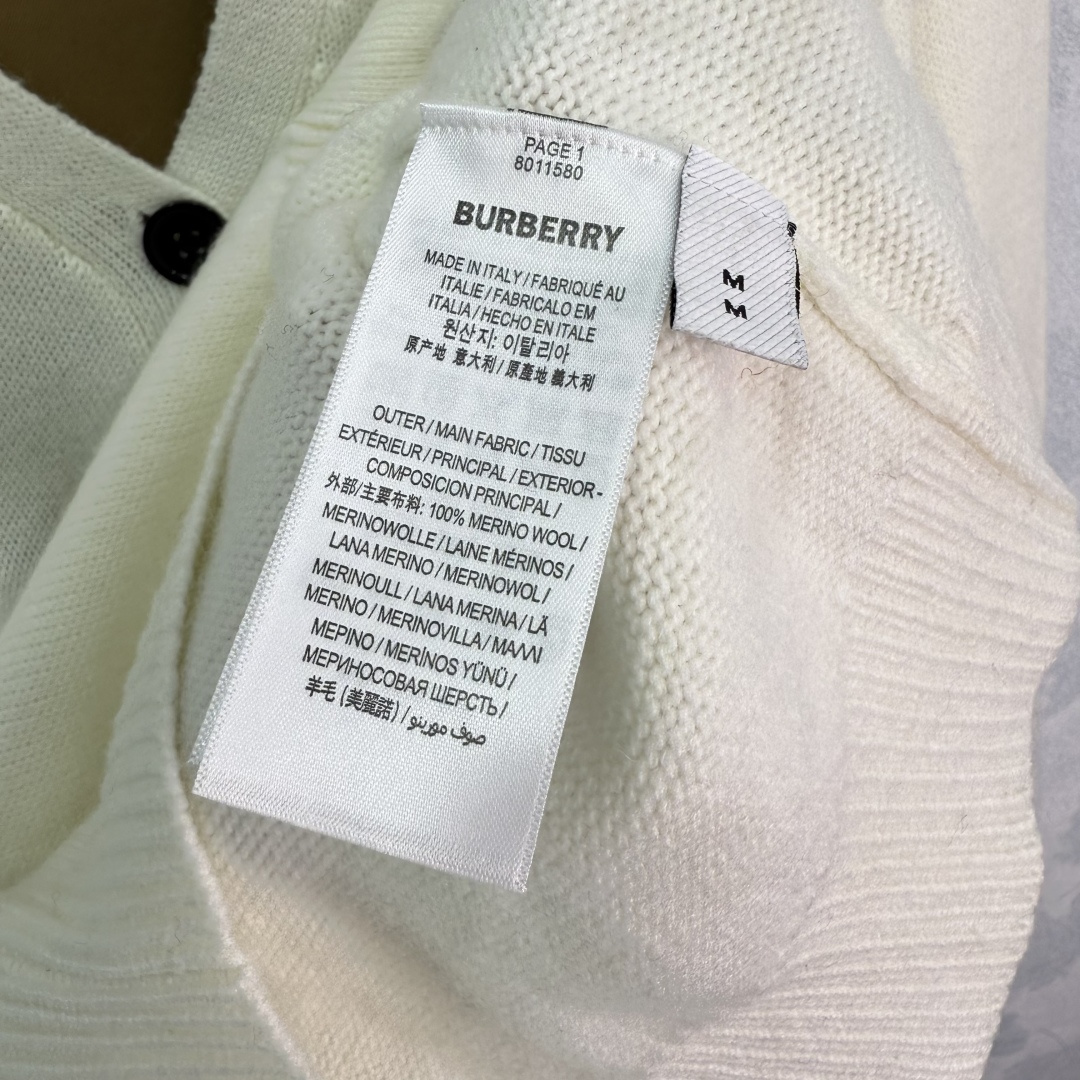 PAGE 1
8011580
BURBERRY
MADE IN ITALY / FABRIQUÉ AU
ITALIE / FABRICALO EM
ITALIA / HECHO EN ITALE
원산지: 이탈리아
原产地 意大利 / 原產地 義大利
OUTER / MAIN FABRIC / TISSU
EXTÉRIEUR / PRINCIPAL / EXTERIOR-
COMPOSICION PRINCIPAL /
外部/主要布料: 100% MERINO WOOL /
MERINOWOLLE / LAINE MÉRINOS /
LANA MERINO / MERINOWOL /
MERINOULL / LANA MERINA / LÃ
MERINO / MERINOVILLA / ΜΑΛΛΙ
ΜΕΡΙΝΟ / MERİNOS YÜNÜ /
МЕРИНОСОВАЯ ШЕРСТЬ /
羊毛 (美麗諾) / صوف مورينو
M
M